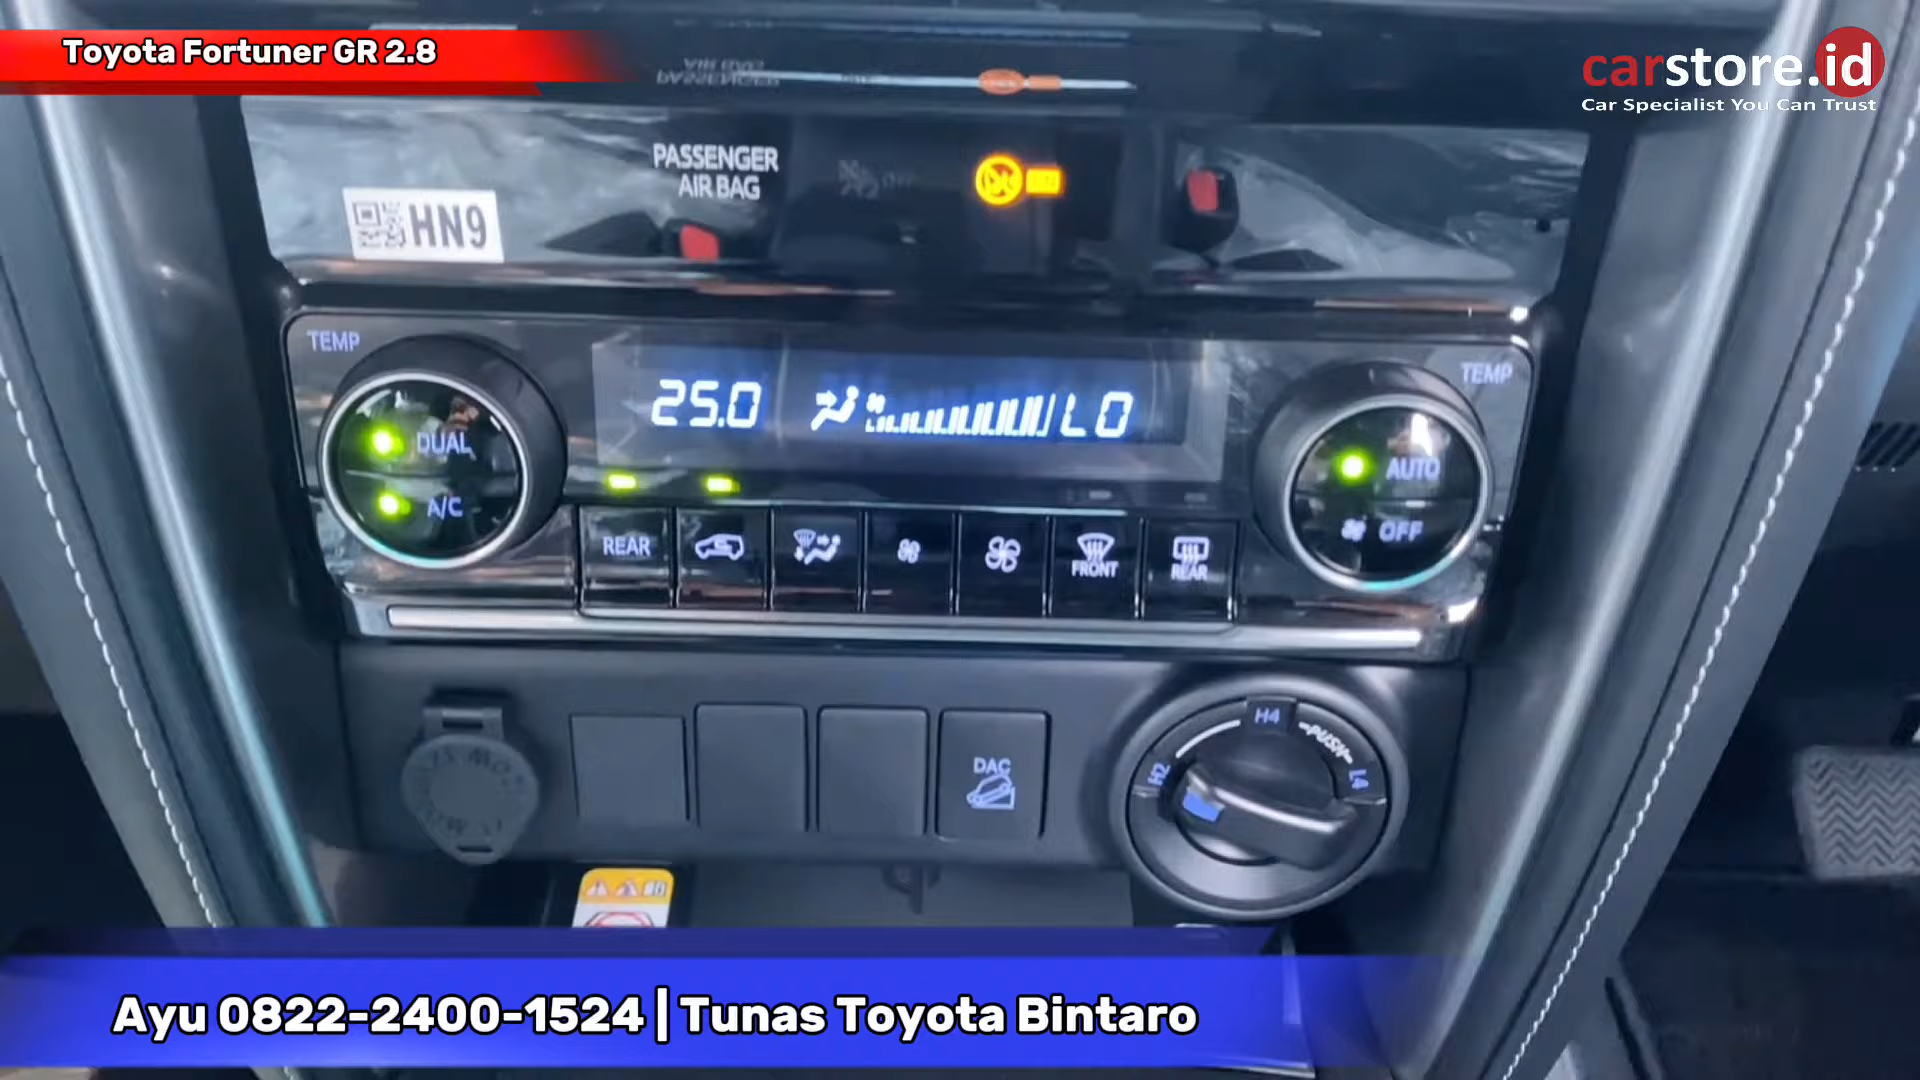 Toyota Fortuner GR 2.8
carstore.id
Car Specialist You Can Trust
PASSENGER
AIR BAG
HN9
TEMP
TEMP
25.0
LO
DUAL
A/C
AUTO
OFF
REAR
FRONT
REAR
DAC
H2
H4
PUSH
L4
Ayu 0822-2400-1524 | Tunas Toyota Bintaro